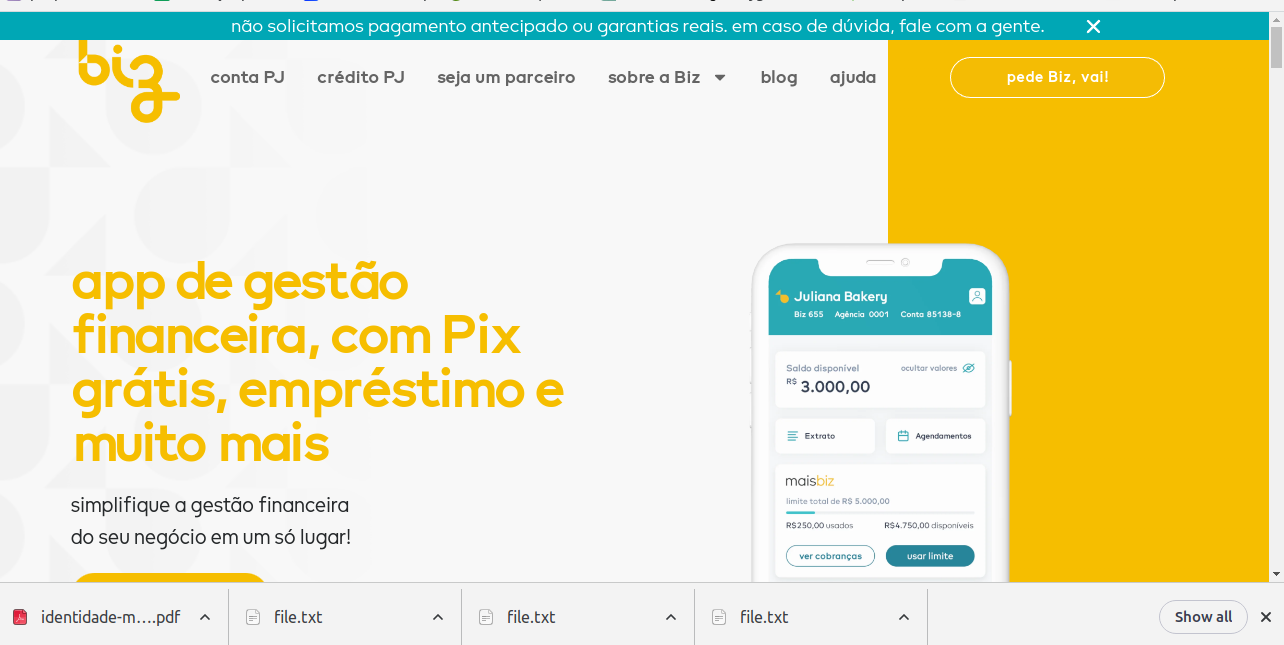 não solicitamos pagamento antecipado ou garantias reais. em caso de dúvida, fale com a gente.
biz
conta PJ
crédito PJ
seja um parceiro
sobre a Biz
blog
ajuda
pede Biz, vai!
app de gestão
financeira, com Pix
grátis, empréstimo e
muito mais
simplifique a gestão financeira
do seu negócio em um só lugar!
Juliana Bakery
Biz 655 Agência 0001 Conta 85138-8
Saldo disponível
ocultar valores
R$ 3.000,00
Extrato
Agendamentos
maisbiz
limite total de R$ 5.000,00
R$250,00 usados
R$4.750,00 disponíveis
ver cobranças
usar limite
identidade-m....pdf
file.txt
file.txt
file.txt
Show all